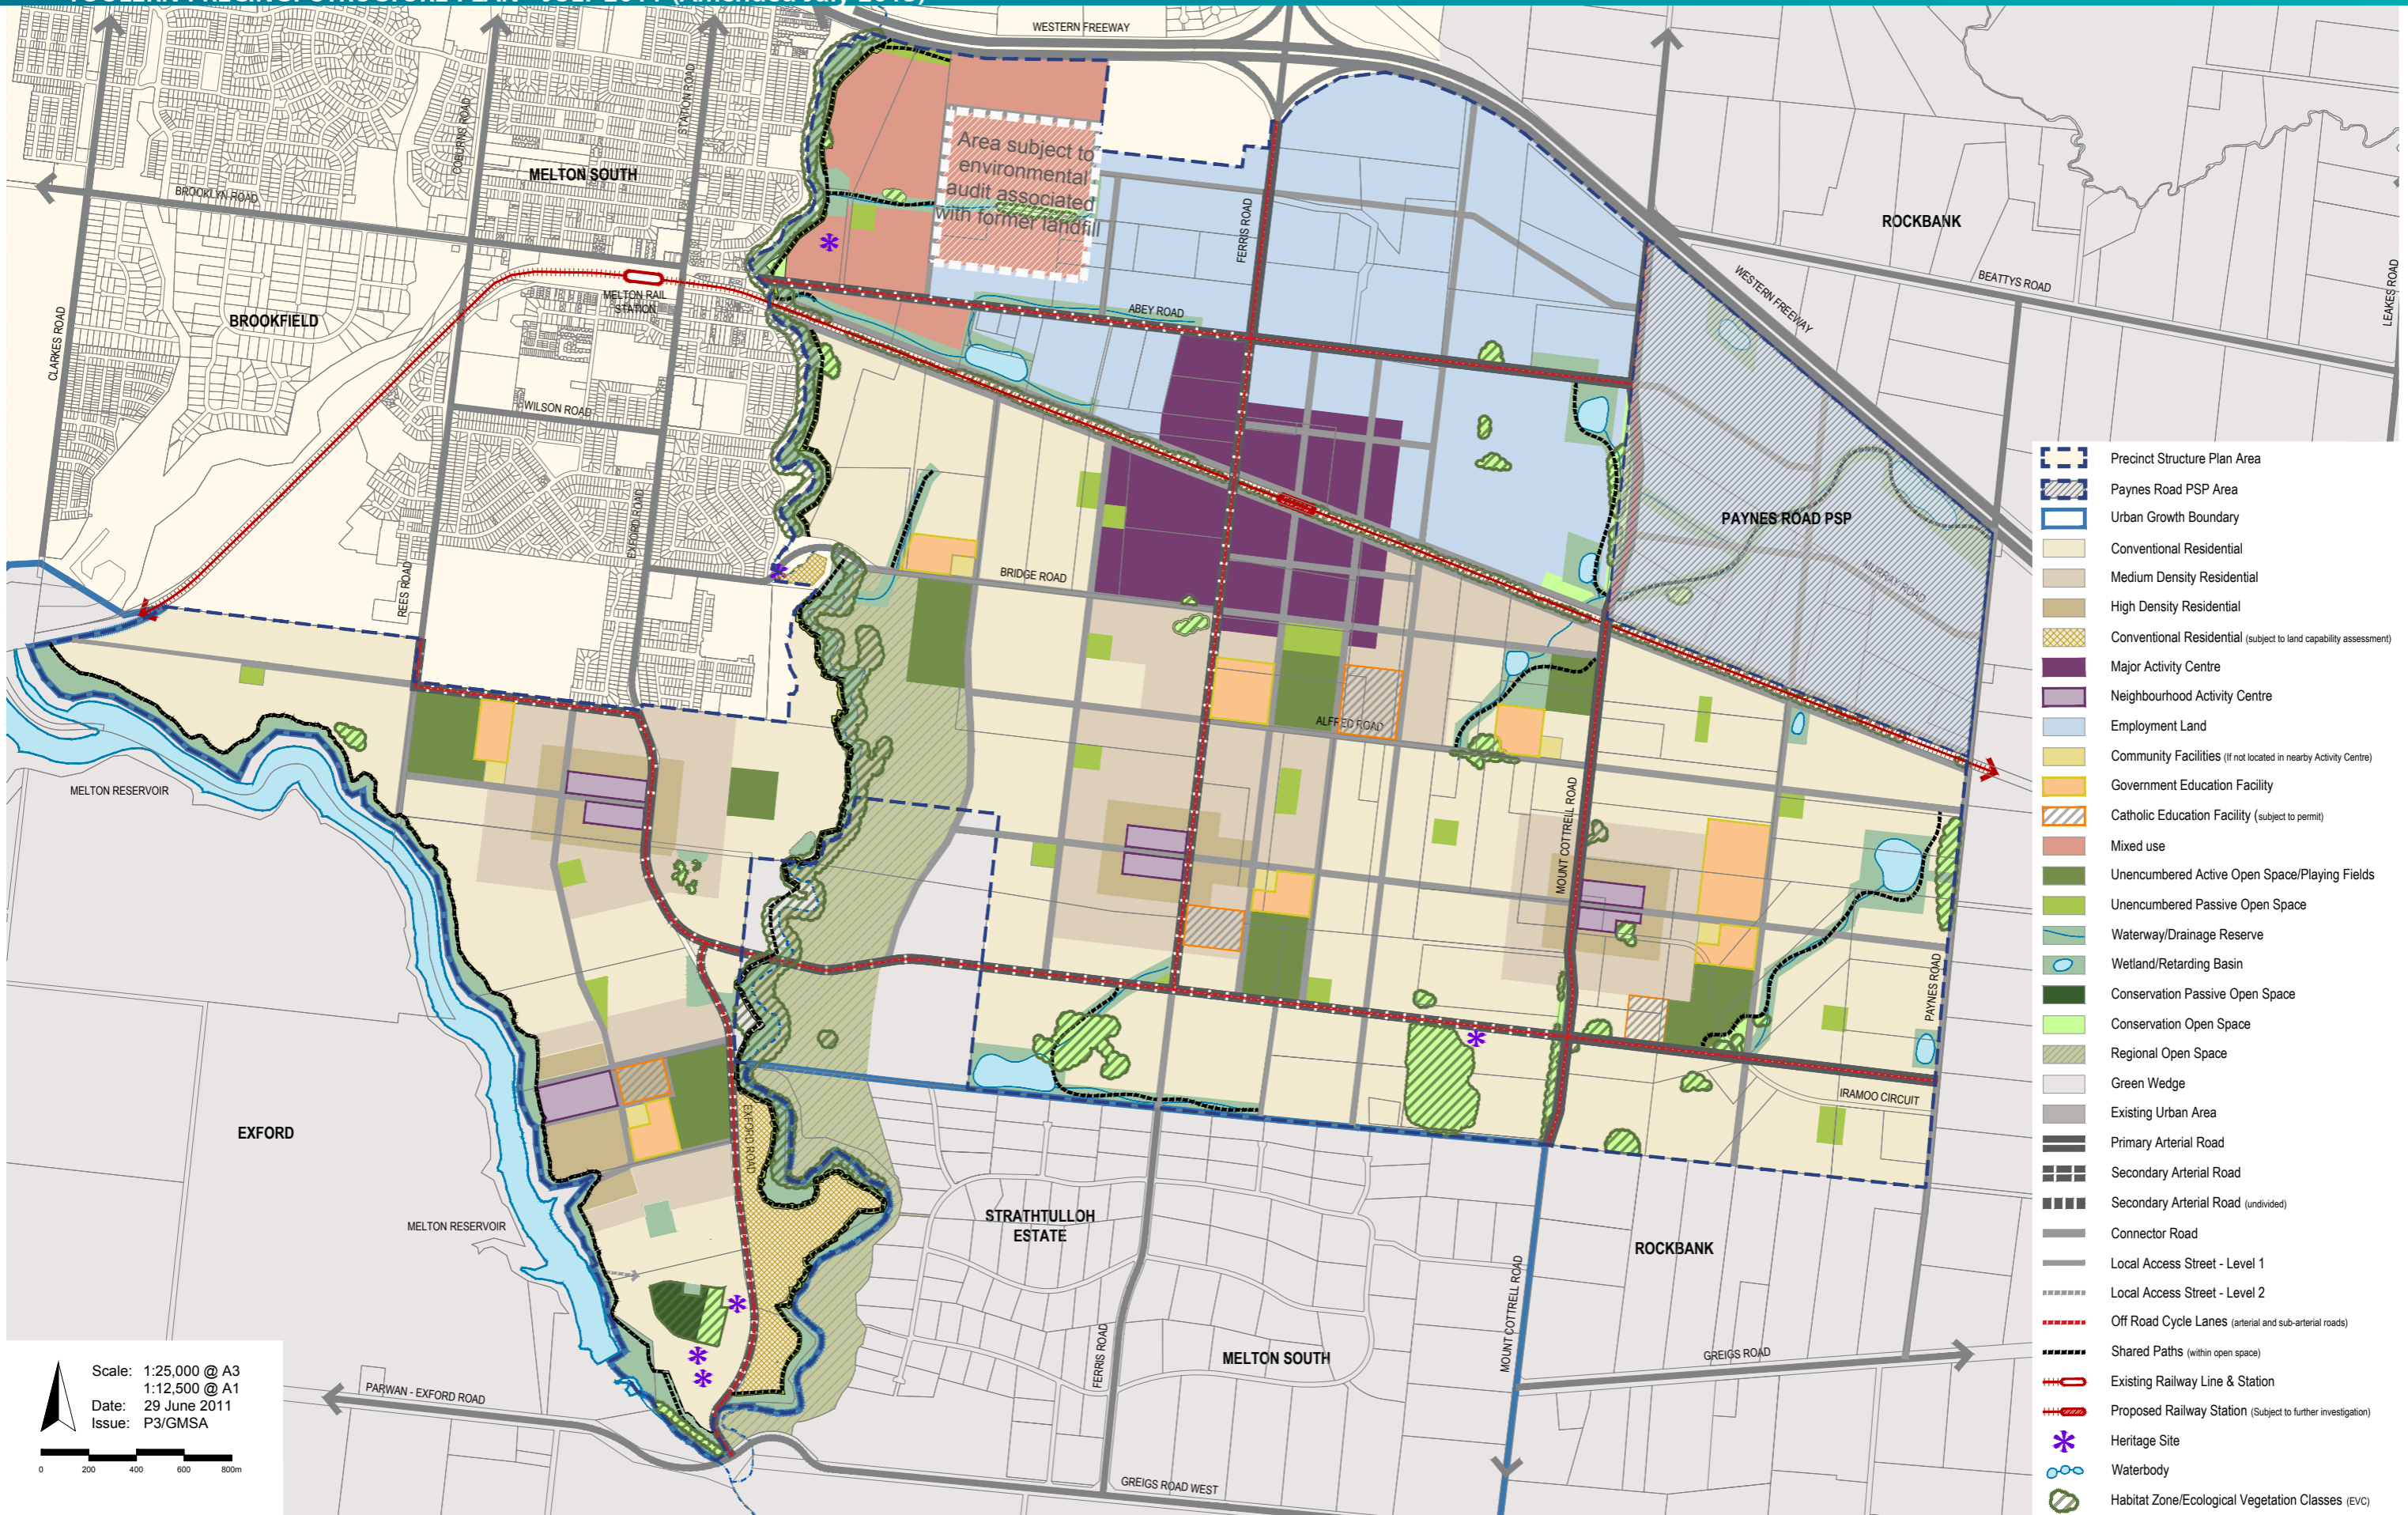 TOOLERN PRECINCT STRUCTURE PLAN - JULY 2011 (Amended July 2015)
WESTERN FREEWAY
STATION ROAD
COBURNS ROAD
MELTON SOUTH
BROOKLYN ROAD
Area subject to
environmental
audit associated
with former landfill
FERRIS ROAD
ROCKBANK
BEATTYS ROAD
WESTERN FREEWAY
LEAKES ROAD
MELTON RAIL
STATION
BROOKFIELD
CLARKES ROAD
ABEY ROAD
WILSON ROAD
EXFORD ROAD
REES ROAD
BRIDGE ROAD
PAYNES ROAD PSP
MURRAY ROAD
ALFRED ROAD
MELTON RESERVOIR
MOUNT COTTRELL ROAD
PAYNES ROAD
IRAMOO CIRCUIT
EXFORD
EXFORD ROAD
MELTON RESERVOIR
STRATHTULLOH
ESTATE
ROCKBANK
MOUNT COTTRELL ROAD
FERRIS ROAD
MELTON SOUTH
GREIGS ROAD
PARWAN - EXFORD ROAD
GREIGS ROAD WEST
Scale: 1:25,000 @ A3
1:12,500 @ A1
Date: 29 June 2011
Issue: P3/GMSA
0 200 400 600 800m
Precinct Structure Plan Area
Paynes Road PSP Area
Urban Growth Boundary
Conventional Residential
Medium Density Residential
High Density Residential
Conventional Residential (subject to land capability assessment)
Major Activity Centre
Neighbourhood Activity Centre
Employment Land
Community Facilities (If not located in nearby Activity Centre)
Government Education Facility
Catholic Education Facility (subject to permit)
Mixed use
Unencumbered Active Open Space/Playing Fields
Unencumbered Passive Open Space
Waterway/Drainage Reserve
Wetland/Retarding Basin
Conservation Passive Open Space
Conservation Open Space
Regional Open Space
Green Wedge
Existing Urban Area
Primary Arterial Road
Secondary Arterial Road
Secondary Arterial Road (undivided)
Connector Road
Local Access Street - Level 1
Local Access Street - Level 2
Off Road Cycle Lanes (arterial and sub-arterial roads)
Shared Paths (within open space)
Existing Railway Line & Station
Proposed Railway Station (Subject to further investigation)
Heritage Site
Waterbody
Habitat Zone/Ecological Vegetation Classes (EVC)